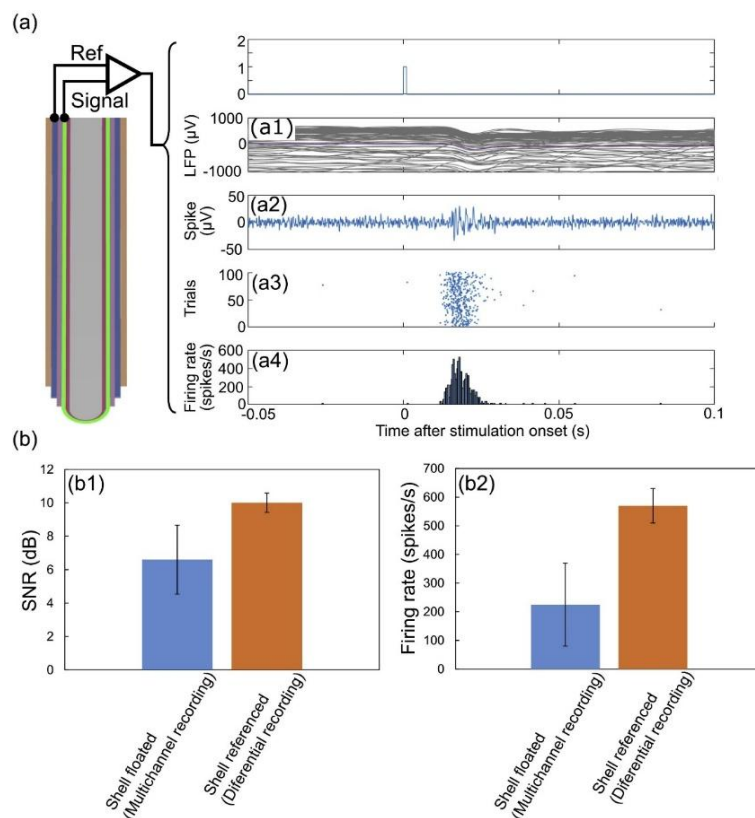 (a)
Ref
Signal
2
1
0
(a1)
LFP (μV)
1000
0
-1000
(a2)
Spike (μV)
50
0
-50
(a3)
Trials
100
50
0
(a4)
Firing rate (spikes/s)
600
400
200
0
-0.05
0
0.05
0.1
Time after stimulation onset (s)
(b)
(b1)
SNR (dB)
12
10
8
6
4
2
0
Shell floated
(Multichannel recording)
Shell referenced
(Diferential recording)
(b2)
Firing rate (spikes/s)
700
600
500
400
300
200
100
0
Shell floated
(Multichannel recording)
Shell referenced
(Diferential recording)